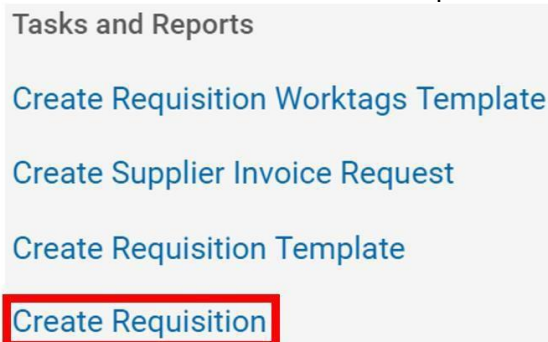 Tasks and Reports
Create Requisition Worktags Template
Create Supplier Invoice Request
Create Requisition Template
Create Requisition